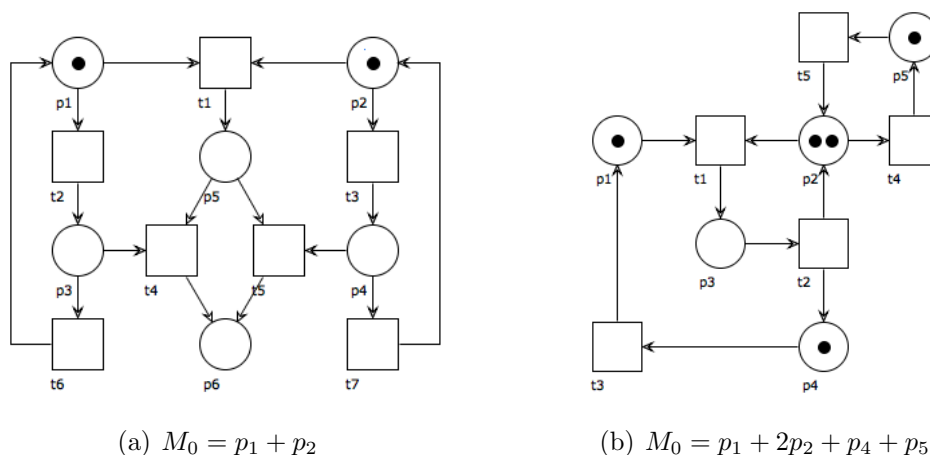 p1
t1
p2
t2
p5
t3
p3
t4
t5
p4
t6
p6
t7
(a) M₀ = p₁ + p₂
t5
p5
p1
t1
p2
t4
p3
t2
t3
p4
(b) M₀ = p₁ + 2p₂ + p₄ + p₅